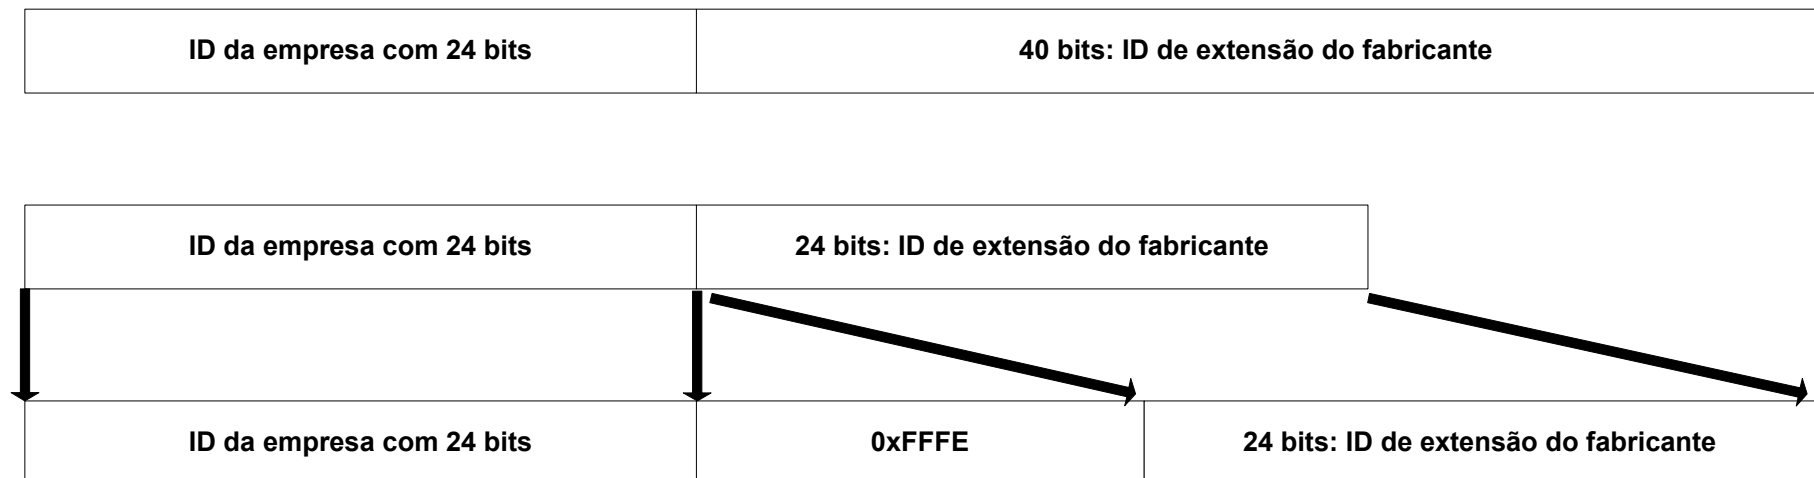 ID da empresa com 24 bits
40 bits: ID de extensão do fabricante
ID da empresa com 24 bits
24 bits: ID de extensão do fabricante
ID da empresa com 24 bits
0xFFFE
24 bits: ID de extensão do fabricante